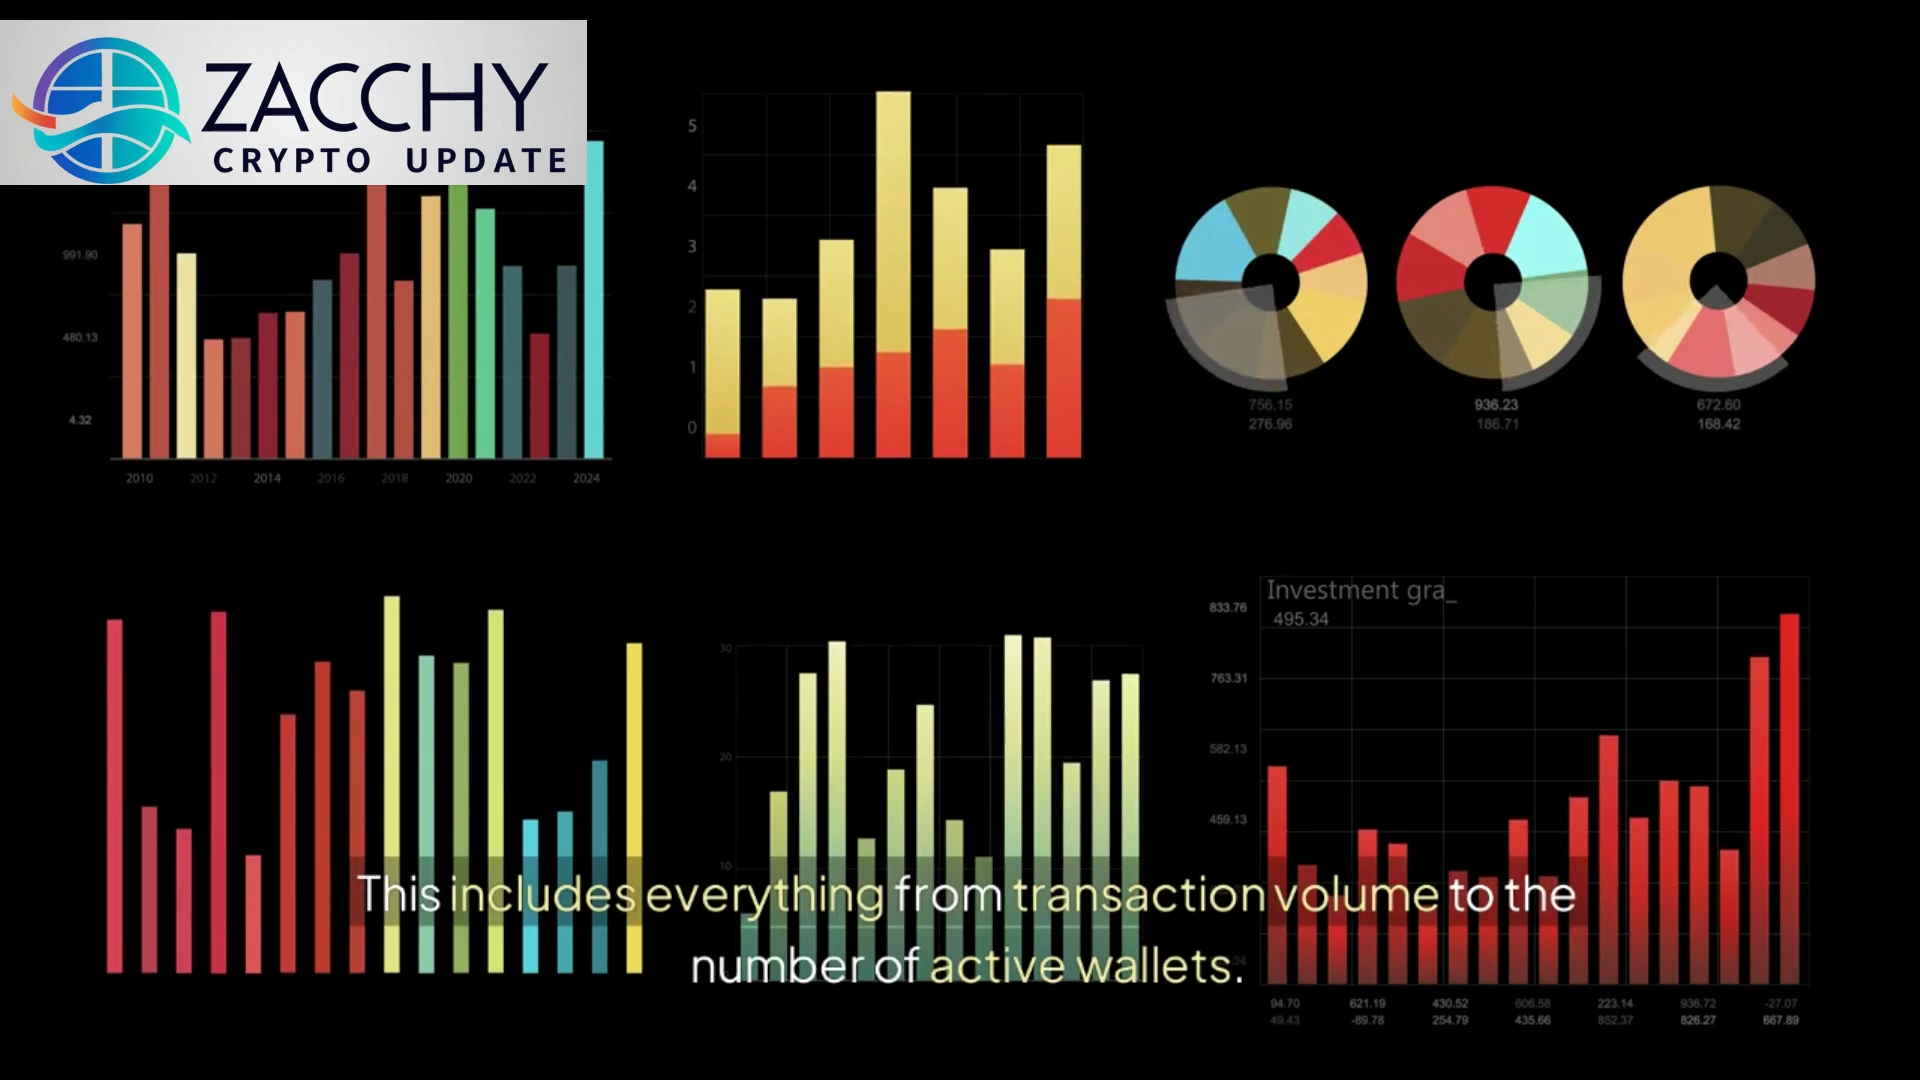 ZACCHY
CRYPTO UPDATE
991.90
480.13
4.32
2010 2012 2014 2016 2018 2020 2022 2024
5
4
3
2
1
0
756.15 936.23 672.60
276.96 186.71 168.42
30
20
10
Investment gra_
495.34
833.76
763.31
582.13
459.13
94.70 621.19 430.52 606.58 223.14 936.72 -27.07
49.43 -89.78 254.79 435.66 852.37 826.27 667.89
This includes everything from transaction volume to the
number of active wallets.